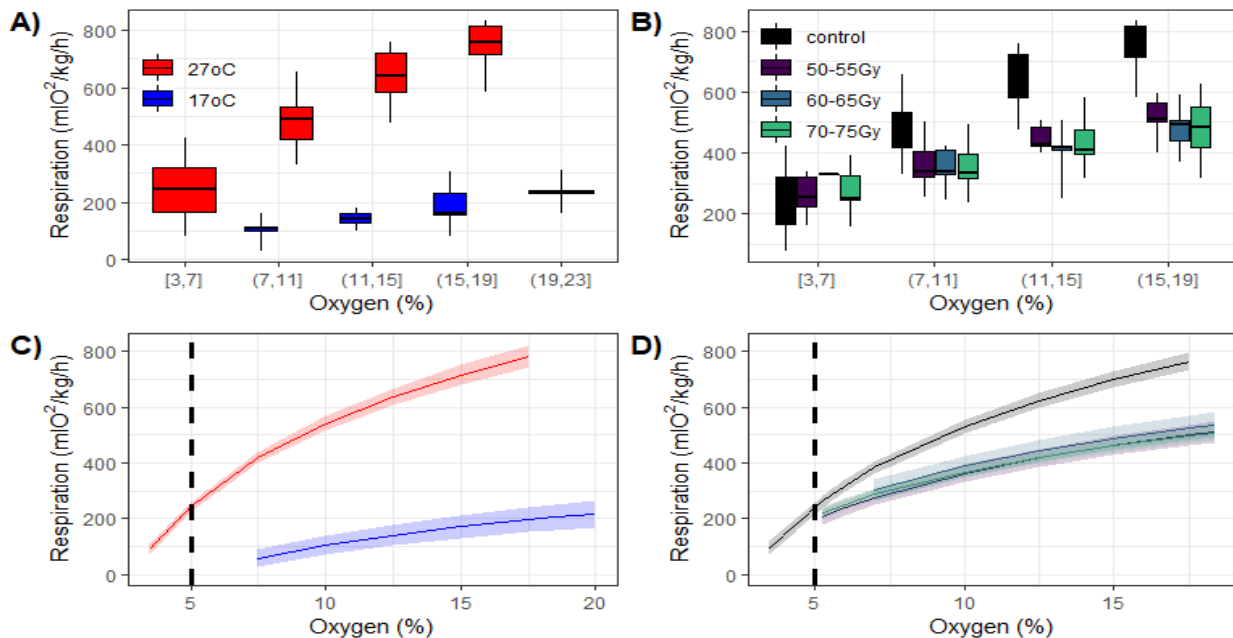 A)
Respiration (mlO²/kg/h)
800
600
400
200
0
27oC
17oC
[3,7]
(7,11]
(11,15]
(15,19]
(19,23]
Oxygen (%)
B)
Respiration (mlO²/kg/h)
800
600
400
200
control
50-55Gy
60-65Gy
70-75Gy
[3,7]
(7,11]
(11,15]
(15,19]
Oxygen (%)
C)
Respiration (mlO²/kg/h)
800
600
400
200
0
5
10
15
20
Oxygen (%)
D)
Respiration (mlO²/kg/h)
800
600
400
200
0
5
10
15
Oxygen (%)